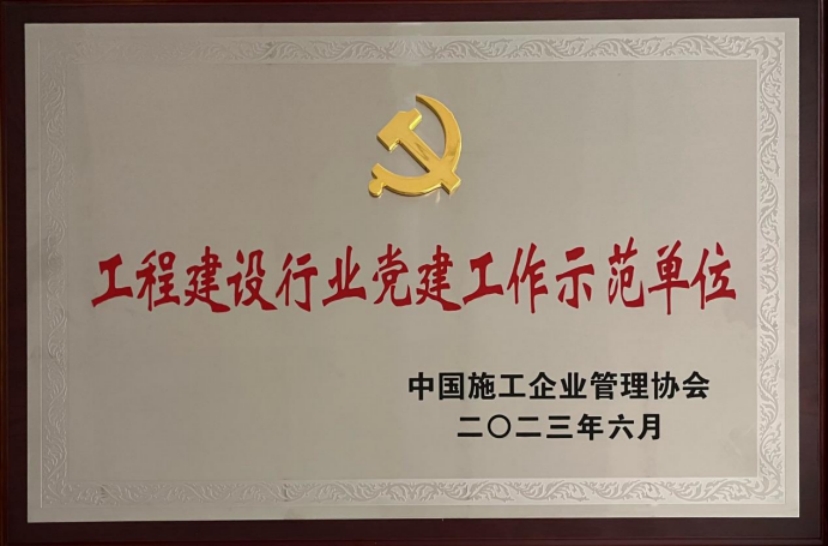 工程建设行业党建工作示范单位
中国施工企业管理协会
二〇二三年六月